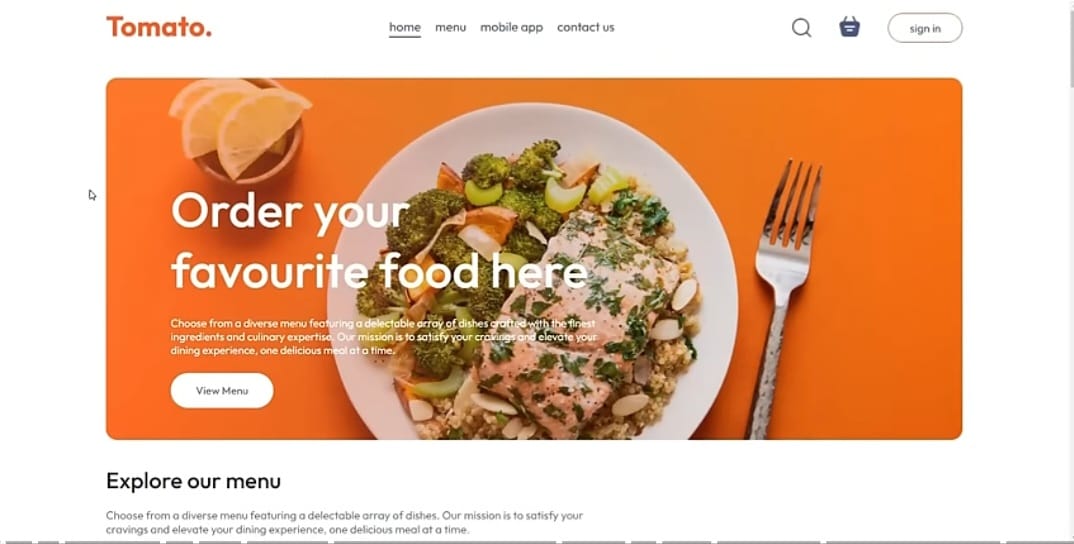 Tomato.
home menu mobile app contact us
sign in
Order your
favourite food here
Choose from a diverse menu featuring a delectable array of dishes crafted with the finest
ingredients and culinary expertise. Our mission is to satisfy your cravings and elevate your
dining experience, one delicious meal at a time.
View Menu
Explore our menu
Choose from a diverse menu featuring a delectable array of dishes. Our mission is to satisfy your
cravings and elevate your dining experience, one delicious meal at a time.